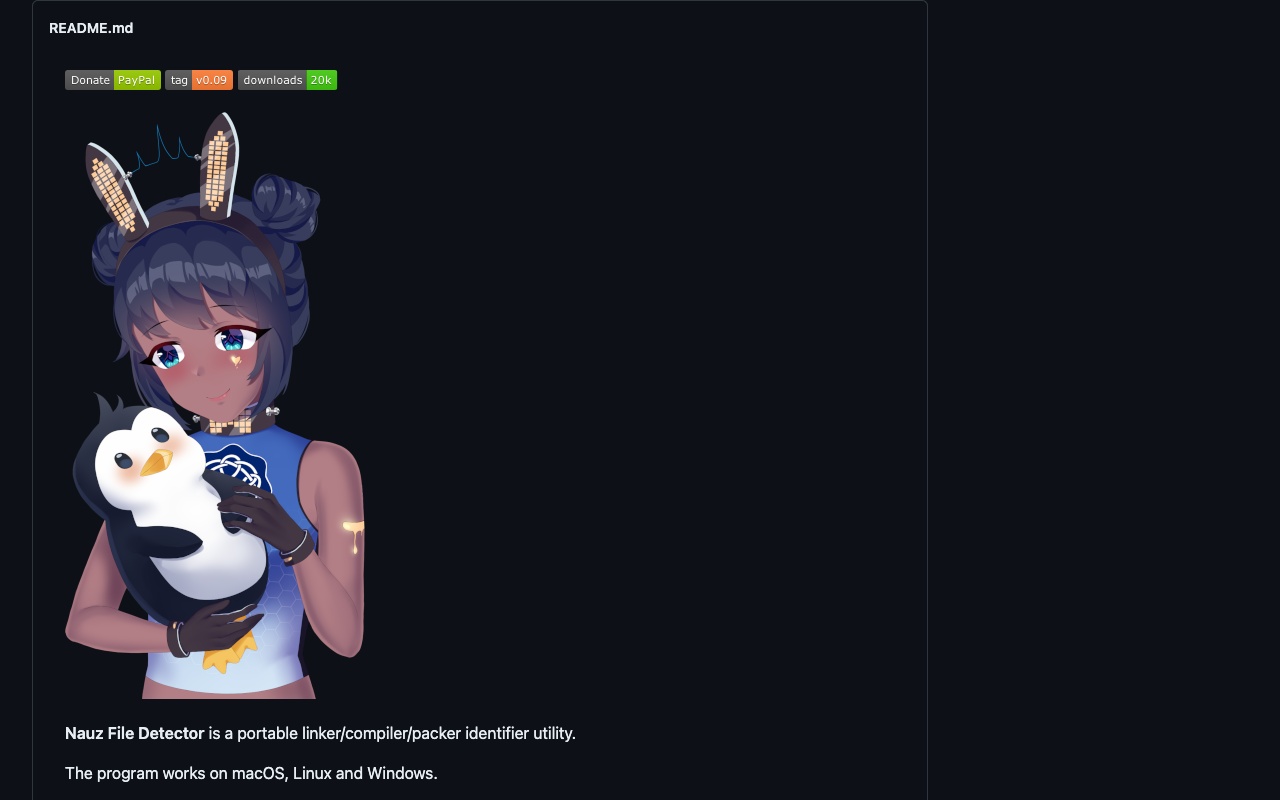 README.md
Donate PayPal tag v0.09 downloads 20k
Nauz File Detector is a portable linker/compiler/packer identifier utility.
The program works on macOS, Linux and Windows.